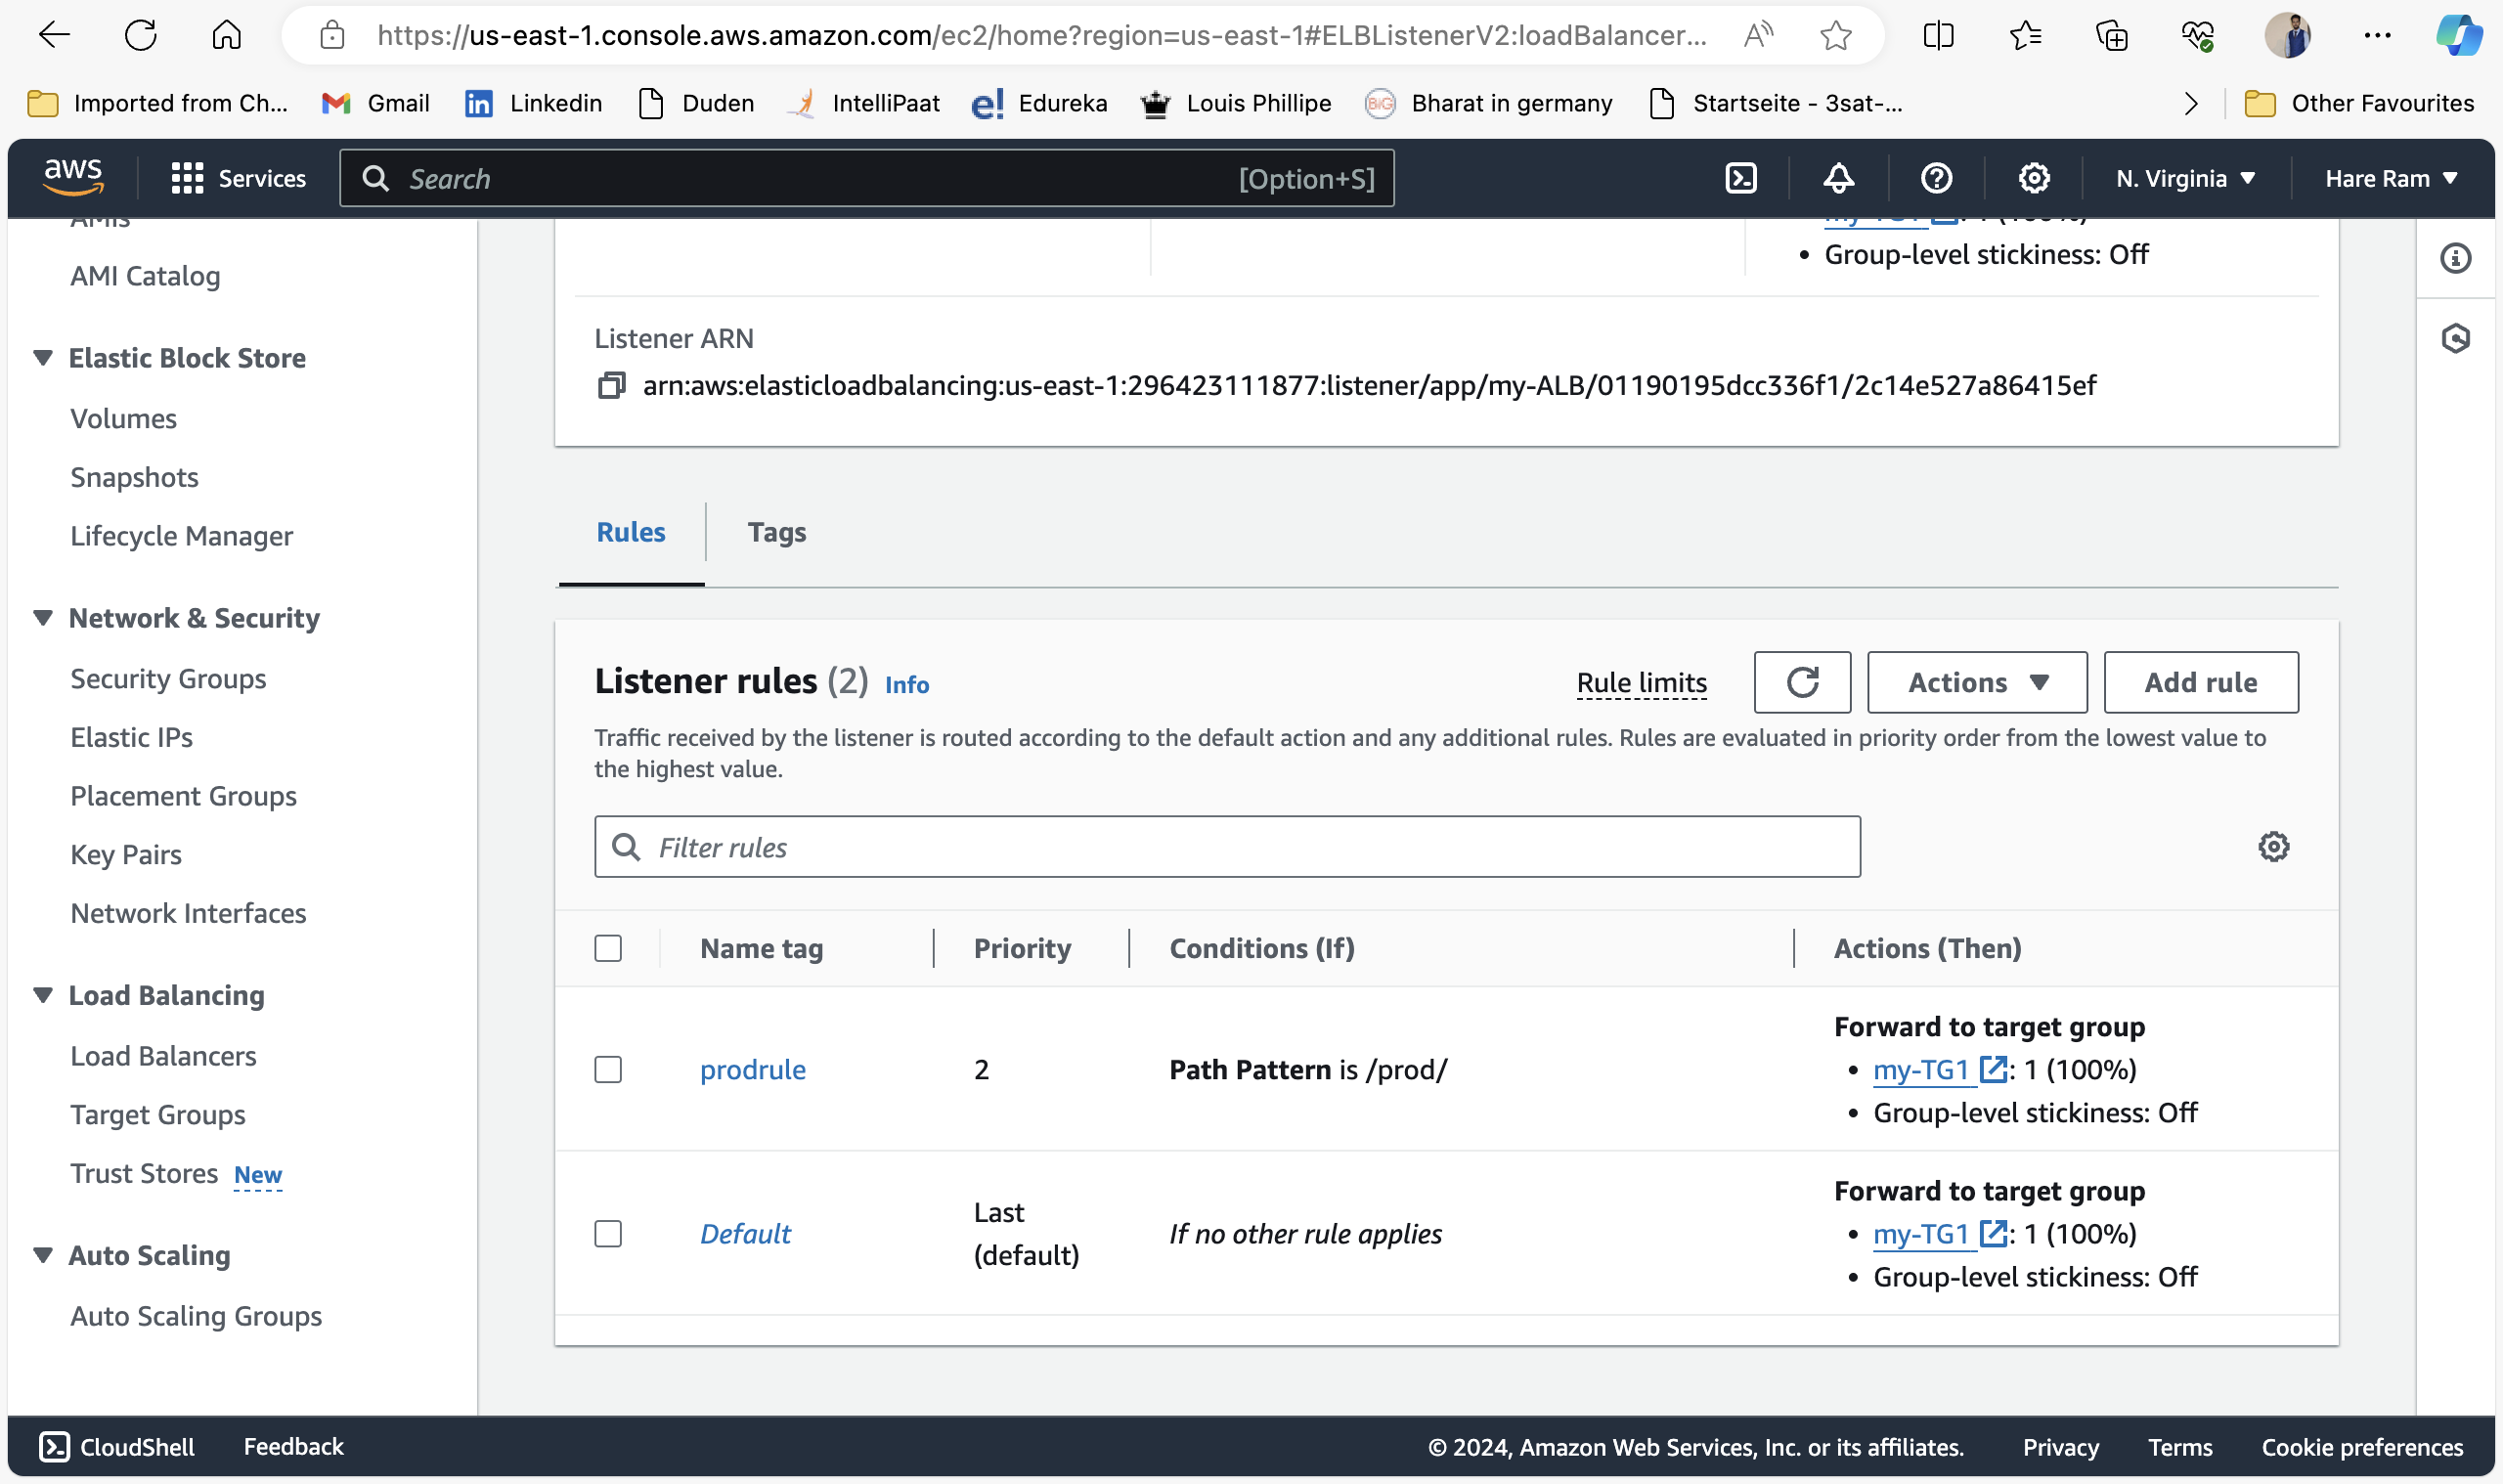 https://us-east-1.console.aws.amazon.com/ec2/home?region=us-east-1#ELBListenerV2:loadBalancer...
Imported from Ch... Gmail Linkedin Duden IntelliPaat Edureka Louis Phillipe Bharat in germany Startseite - 3sat-... Other Favourites
aws Services Search [Option+S] N. Virginia Hare Ram
AMIs
AMI Catalog
Elastic Block Store
Volumes
Snapshots
Lifecycle Manager
Network & Security
Security Groups
Elastic IPs
Placement Groups
Key Pairs
Network Interfaces
Load Balancing
Load Balancers
Target Groups
Trust Stores New
Auto Scaling
Auto Scaling Groups
my-TG1 : 1 (100%)
• Group-level stickiness: Off
Listener ARN
arn:aws:elasticloadbalancing:us-east-1:296423111877:listener/app/my-ALB/01190195dcc336f1/2c14e527a86415ef
Rules Tags
Listener rules (2) Info Rule limits Actions Add rule
Traffic received by the listener is routed according to the default action and any additional rules. Rules are evaluated in priority order from the lowest value to
the highest value.
Filter rules
Name tag Priority Conditions (If) Actions (Then)
prodrule 2 Path Pattern is /prod/ Forward to target group
• my-TG1 : 1 (100%)
• Group-level stickiness: Off
Default Last (default) If no other rule applies Forward to target group
• my-TG1 : 1 (100%)
• Group-level stickiness: Off
CloudShell Feedback © 2024, Amazon Web Services, Inc. or its affiliates. Privacy Terms Cookie preferences